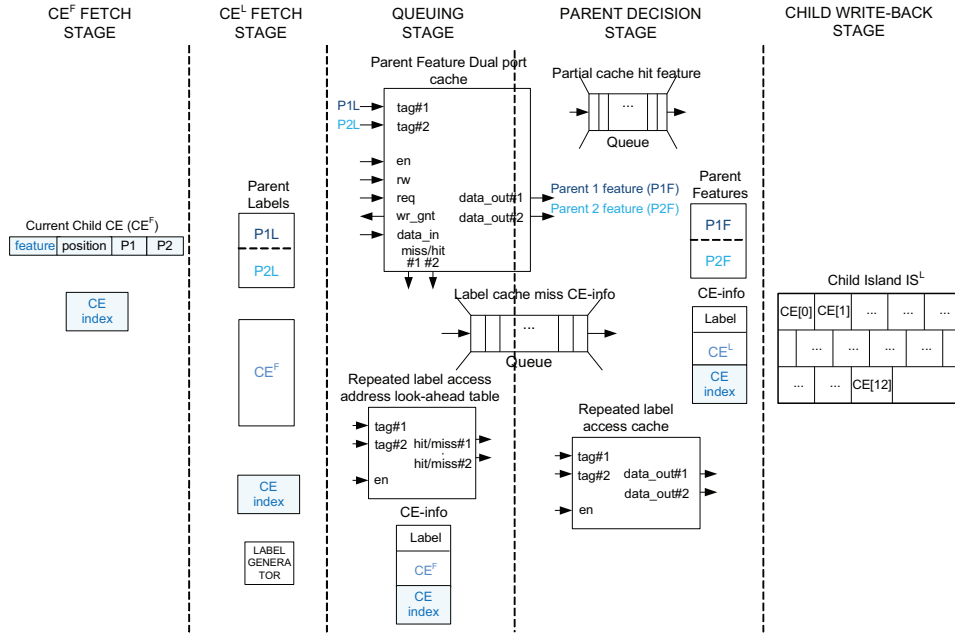 CE^F FETCH
STAGE
CE^L FETCH
STAGE
QUEUING
STAGE
PARENT DECISION
STAGE
CHILD WRITE-BACK
STAGE
Current Child CE (CE^F)
feature position P1 P2
CE
index
Parent
Labels
P1L
P2L
CE^F
CE
index
LABEL
GENERA
TOR
Parent Feature Dual port
cache
P1L
P2L
tag#1
tag#2
en
rw
req
wr_gnt
data_in
miss/hit
#1 #2
data_out#1
data_out#2
Label cache miss CE-info
...
Queue
Repeated label access
address look-ahead table
tag#1
tag#2
hit/miss#1
hit/miss#2
en
CE-info
Label
CE^F
CE
index
Partial cache hit feature
...
Queue
Parent 1 feature (P1F)
Parent 2 feature (P2F)
Parent
Features
P1F
P2F
CE-info
Label
CE^L
CE
index
Repeated label
access cache
tag#1
tag#2
data_out#1
data_out#2
en
Child Island IS^L
CE[0] CE[1] ... ... ...
... ... ... ...
... ... CE[12]